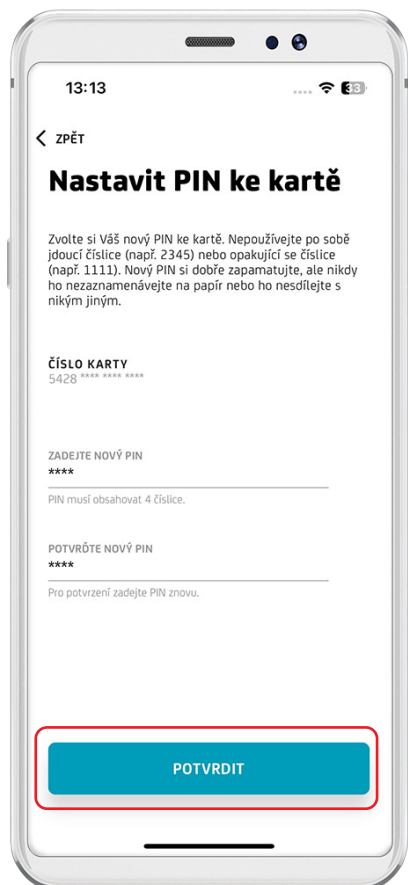 13:13
33
ZPĚT
Nastavit PIN ke kartě
Zvolte si Váš nový PIN ke kartě. Nepoužívejte po sobě
jdoucí číslice (např. 2345) nebo opakující se číslice
(např. 1111). Nový PIN si dobře zapamatujte, ale nikdy
ho nezaznamenávejte na papír nebo ho nesdílejte s
nikým jiným.
ČÍSLO KARTY
5428 **** **** ****
ZADEJTE NOVÝ PIN
****
PIN musí obsahovat 4 číslice.
POTVRĎTE NOVÝ PIN
****
Pro potvrzení zadejte PIN znovu.
POTVRDIT